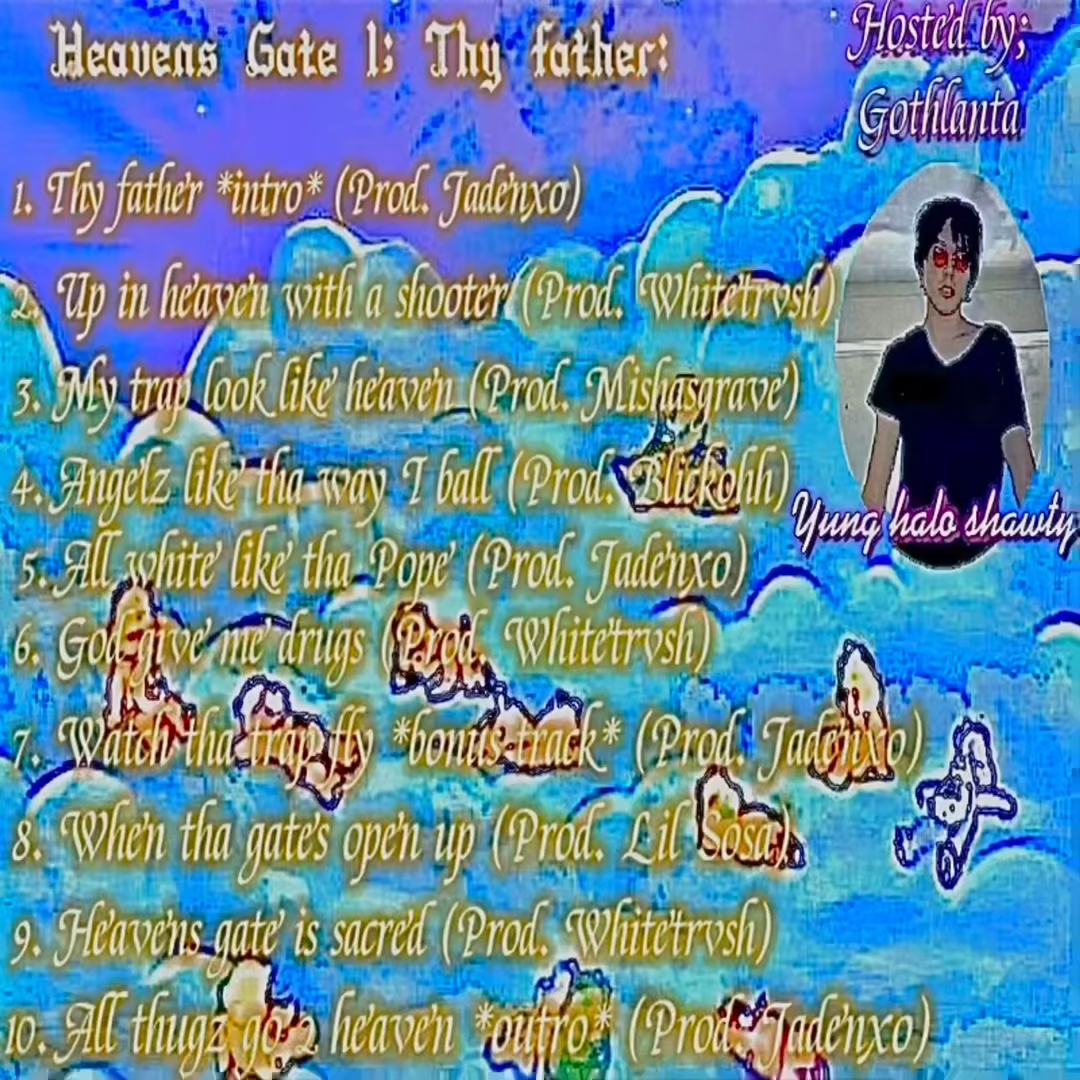 Heavens Gate 1; Thy father:
Hosted by;
Gothlanta
1. Thy father *intro* (Prod. Jadenxo)
2. Up in heaven with a shooter (Prod. Whitetrvsh)
3. My trap look like heaven (Prod. Mishasgrave)
4. Angelz like tha way I ball (Prod. Blickohh)
Yung halo shawty
5. All white like tha Pope (Prod. Jadenxo)
6. God give me drugs (Prod. Whitetrvsh)
7. Watch tha trap fly *bonus track* (Prod. Jadenxo)
8. When tha gates open up (Prod. Lil Sosa)
9. Heavens gate is sacred (Prod. Whitetrvsh)
10. All thugz go 2 heaven *outro* (Prod. Jadenxo)